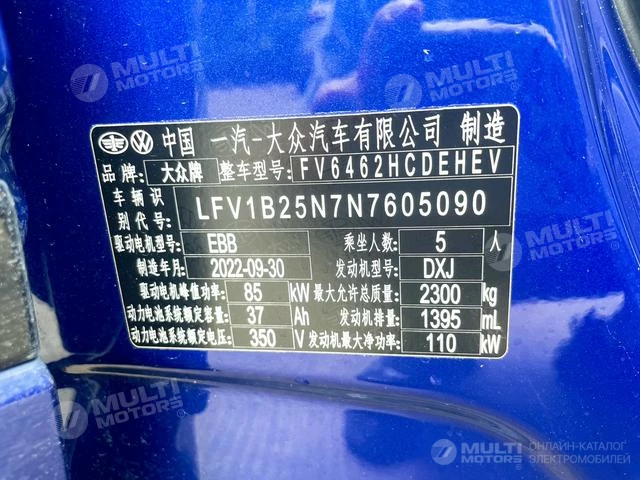 MULTI MOTORS
MULTI MOTORS
中国 一汽-大众汽车有限公司 制造
品牌: 大众牌 整车型号: FV6462HCDEHEV
车辆识别代号: LFV1B25N7N7605090
驱动电机型号: EBB 乘坐人数: 5 人
制造年月: 2022-09-30 发动机型号: DXJ
驱动电机峰值功率: 85 kW 最大允许总质量: 2300 kg
动力电池系统额定容量: 37 Ah 发动机排量: 1395 mL
动力电池系统额定电压: 350 V 发动机最大净功率: 110 kW
MULTI MOTORS
MULTI MOTORS
MULTI MOTORS ОНЛАЙН-КАТАЛОГ ЭЛЕКТРОМОБИЛЕЙ